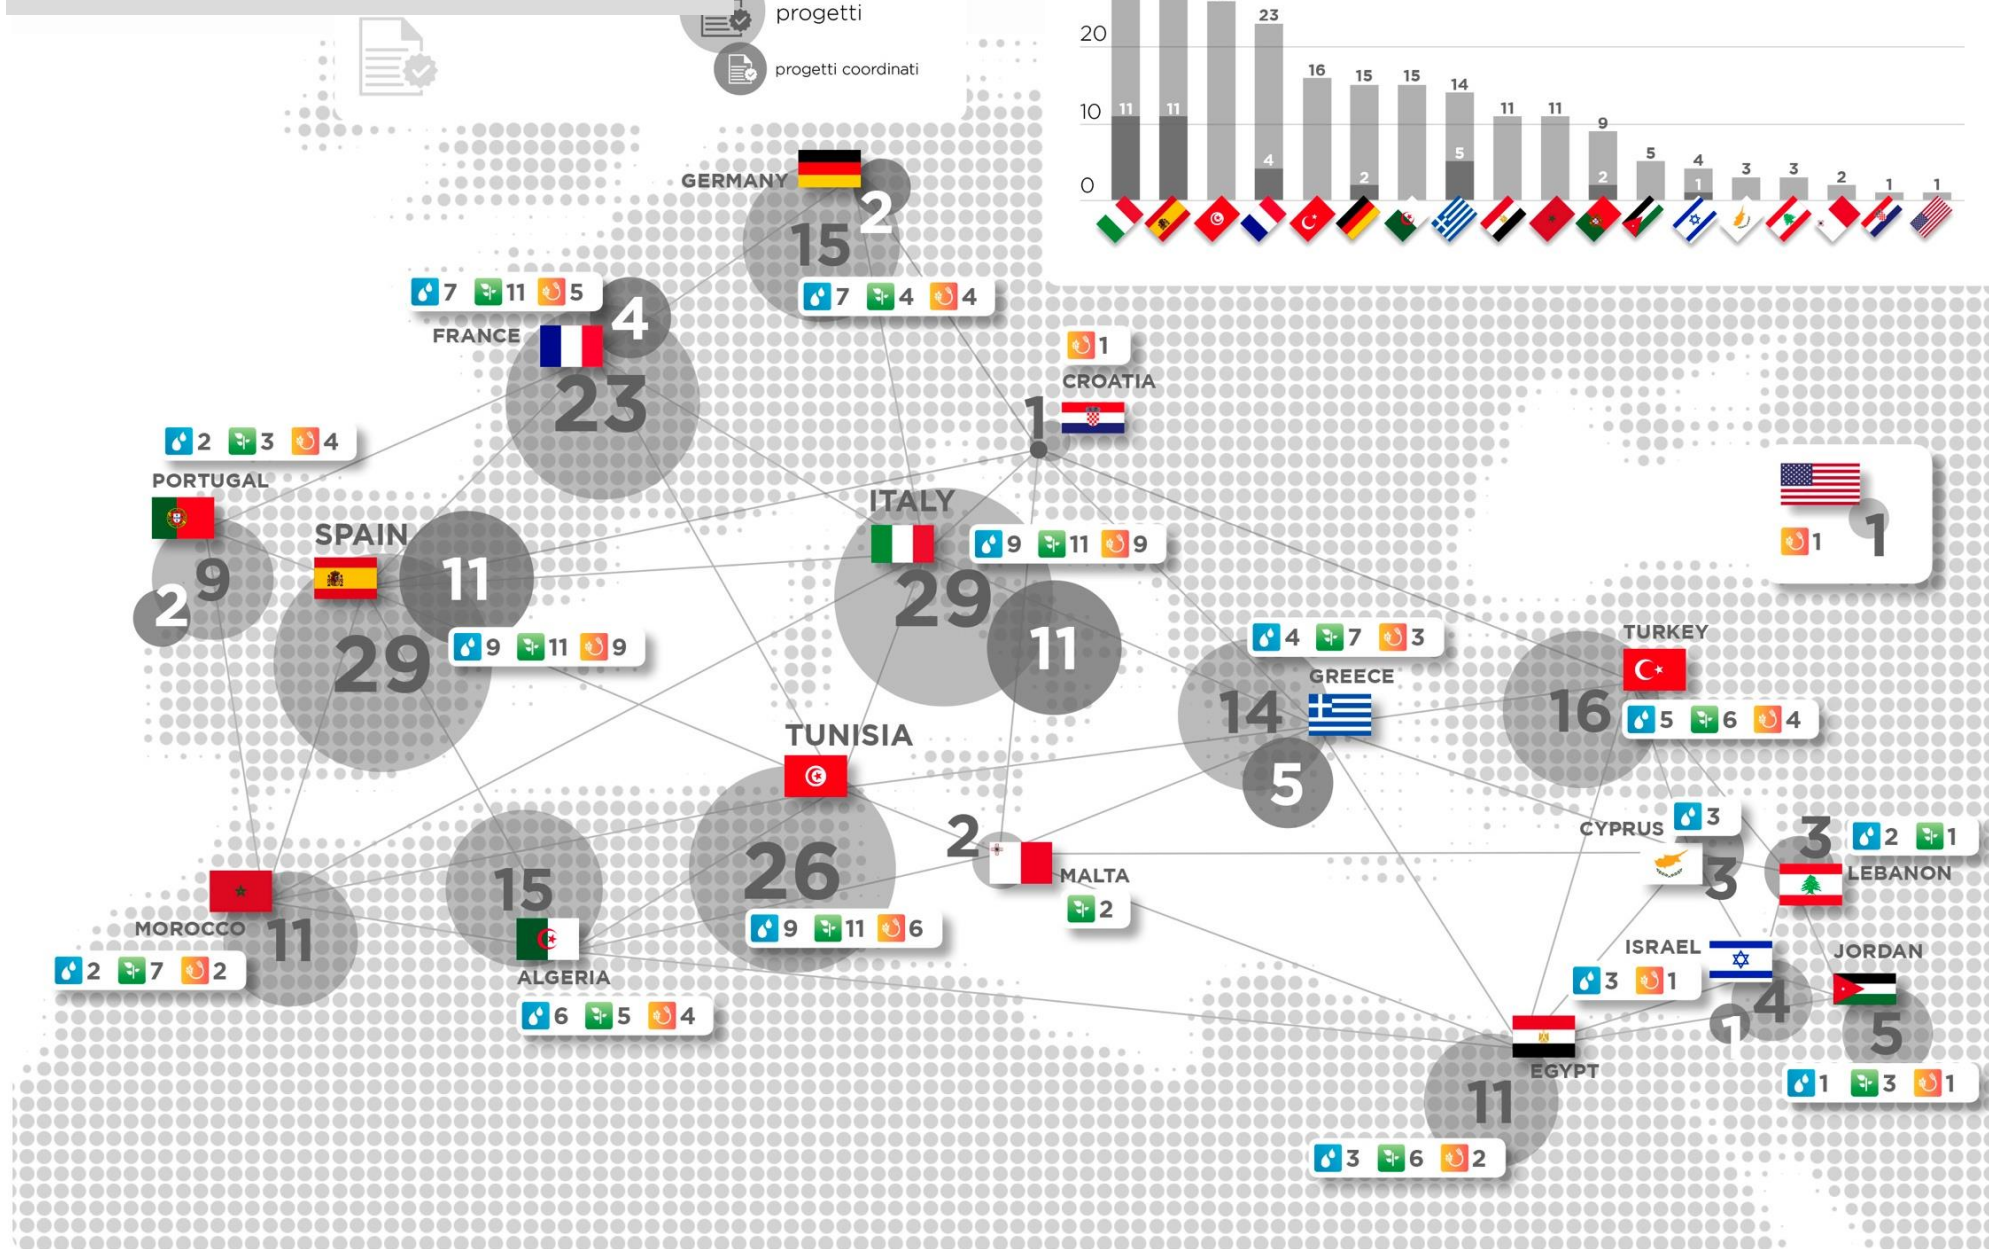 progetti
progetti coordinati
20
10
0
11
11
23
4
16
15
2
15
14
5
11
11
9
2
5
4
1
3
3
2
1
1
GERMANY
2
15
7 4 4
7 11 5
4
FRANCE
23
1
CROATIA
1
2 3 4
PORTUGAL
9
2
SPAIN
11
29
9 11 9
ITALY
9 11 9
29
11
1
1
TURKEY
16
5 6 4
4 7 3
GREECE
14
5
TUNISIA
26
9 11 6
2
MALTA
2
CYPRUS
3
3
3
2 1
LEBANON
MOROCCO
11
2 7 2
15
ALGERIA
6 5 4
ISRAEL
3 1
4
1
JORDAN
5
1 3 1
EGYPT
11
3 6 2